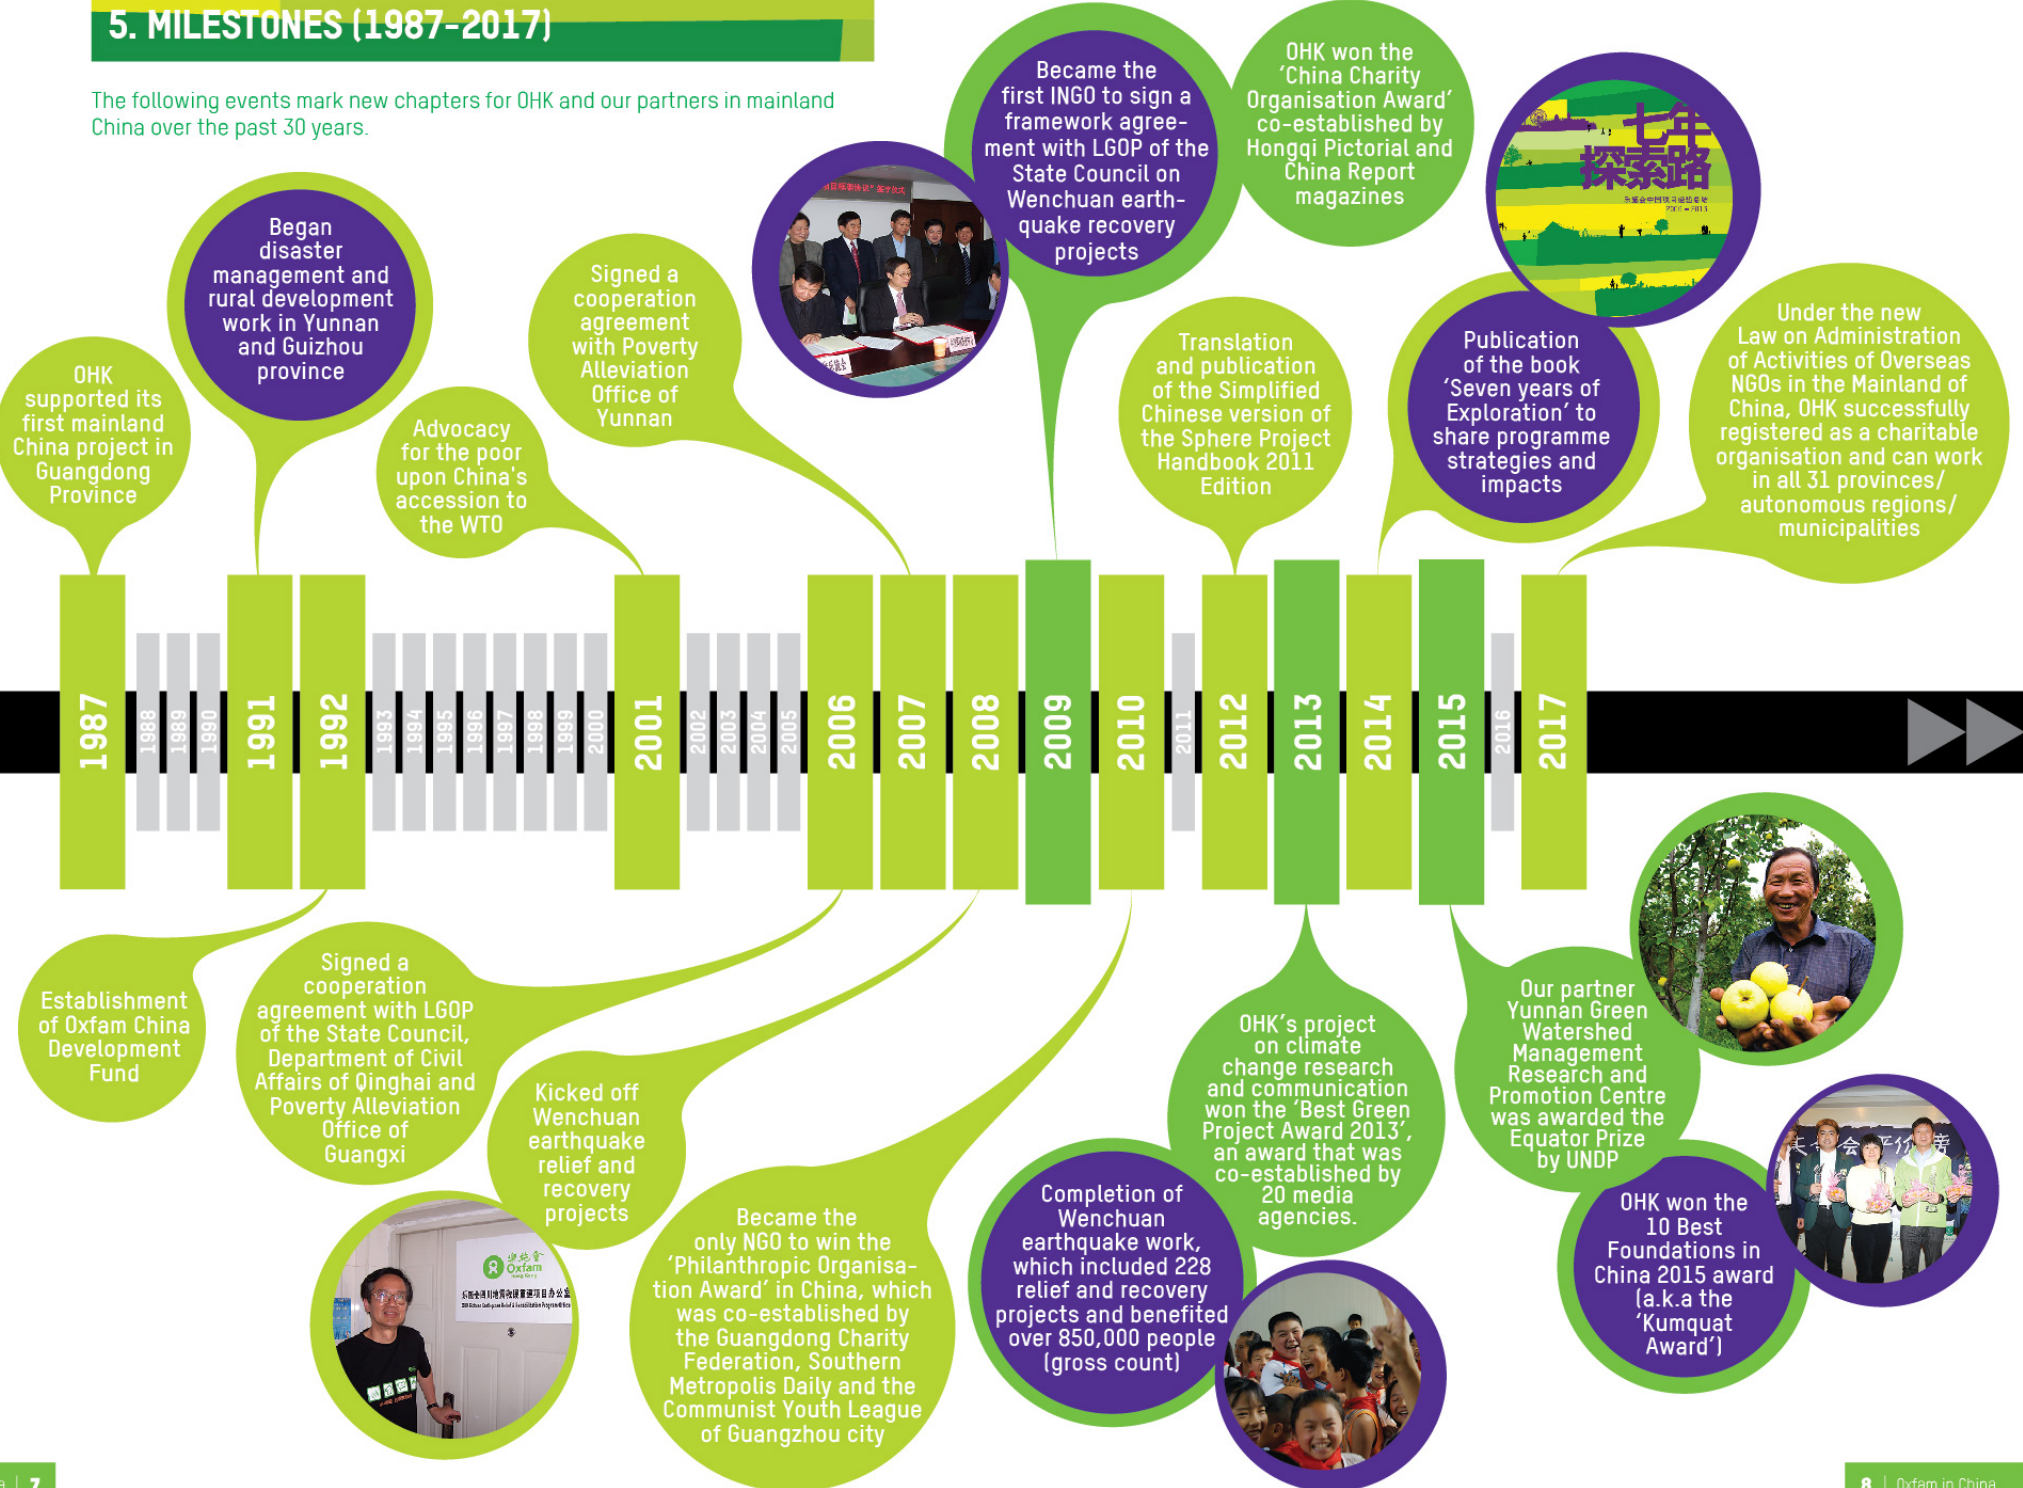 5. MILESTONES (1987-2017)
The following events mark new chapters for OHK and our partners in mainland
China over the past 30 years.
OHK
supported its
first mainland
China project in
Guangdong
Province
Began
disaster
management and
rural development
work in Yunnan
and Guizhou
province
Advocacy
for the poor
upon China's
accession to
the WTO
Signed a
cooperation
agreement
with Poverty
Alleviation
Office of
Yunnan
Became the
first INGO to sign a
framework agree-
ment with LGOP of the
State Council on
Wenchuan earth-
quake recovery
projects
OHK won the
‘China Charity
Organisation Award’
co-established by
Hongqi Pictorial and
China Report
magazines
Translation
and publication
of the Simplified
Chinese version of
the Sphere Project
Handbook 2011
Edition
七年
探索路
Publication
of the book
‘Seven years of
Exploration’ to
share programme
strategies and
impacts
Under the new
Law on Administration
of Activities of Overseas
NGOs in the Mainland of
China, OHK successfully
registered as a charitable
organisation and can work
in all 31 provinces/
autonomous regions/
municipalities
1987
1988
1989
1990
1991
1992
1993
1994
1995
1996
1997
1998
1999
2000
2001
2002
2003
2004
2005
2006
2007
2008
2009
2010
2011
2012
2013
2014
2015
2016
2017
Establishment
of Oxfam China
Development
Fund
Signed a
cooperation
agreement with LGOP
of the State Council,
Department of Civil
Affairs of Qinghai and
Poverty Alleviation
Office of
Guangxi
Kicked off
Wenchuan
earthquake
relief and
recovery
projects
乐施会
Oxfam
Hong Kong
Became the
only NGO to win the
‘Philanthropic Organisa-
tion Award’ in China, which
was co-established by
the Guangdong Charity
Federation, Southern
Metropolis Daily and the
Communist Youth League
of Guangzhou city
Completion of
Wenchuan
earthquake work,
which included 228
relief and recovery
projects and benefited
over 850,000 people
(gross count)
OHK’s project
on climate
change research
and communication
won the ‘Best Green
Project Award 2013’,
an award that was
co-established by
20 media
agencies.
Our partner
Yunnan Green
Watershed
Management
Research and
Promotion Centre
was awarded the
Equator Prize
by UNDP
OHK won the
10 Best
Foundations in
China 2015 award
(a.k.a the
‘Kumquat
Award’)
7
8 | Oxfam in China